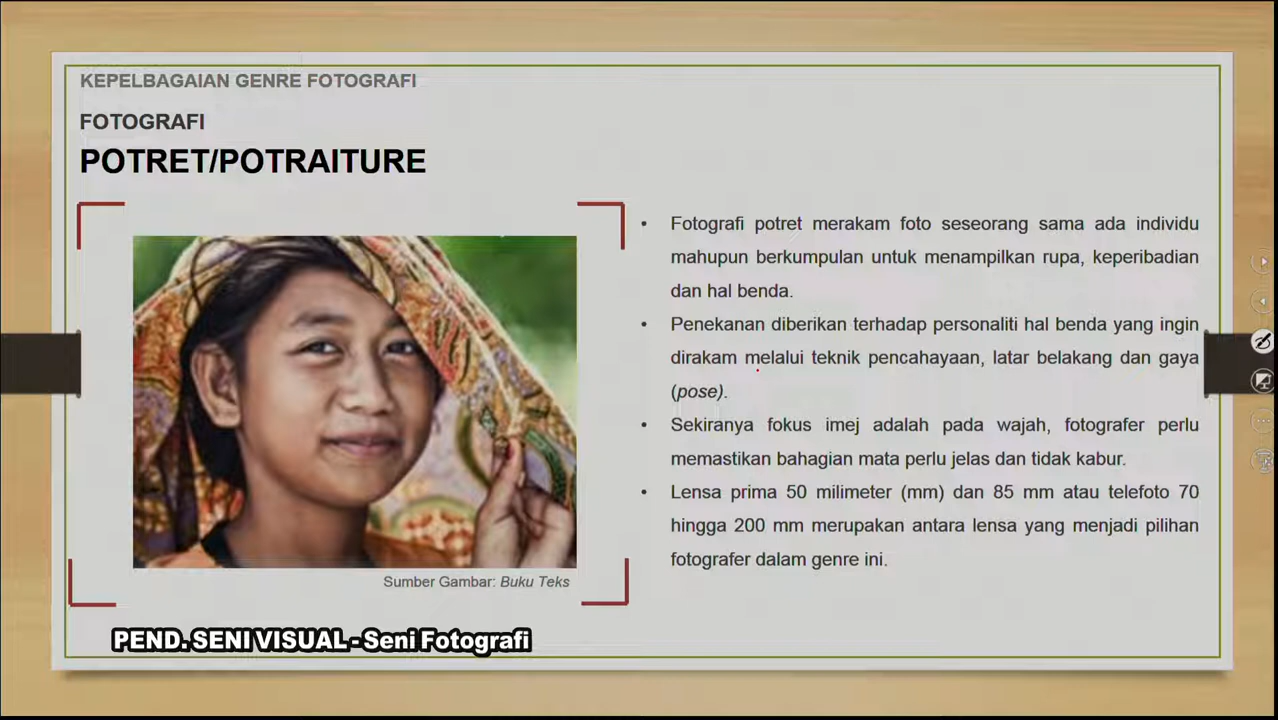 KEPELBAGAIAN GENRE FOTOGRAFI
FOTOGRAFI
POTRET/POTRAITURE
• Fotografi potret merakam foto seseorang sama ada individu
mahupun berkumpulan untuk menampilkan rupa, keperibadian
dan hal benda.
• Penekanan diberikan terhadap personaliti hal benda yang ingin
dirakam melalui teknik pencahayaan, latar belakang dan gaya
(pose).
• Sekiranya fokus imej adalah pada wajah, fotografer perlu
memastikan bahagian mata perlu jelas dan tidak kabur.
• Lensa prima 50 milimeter (mm) dan 85 mm atau telefoto 70
hingga 200 mm merupakan antara lensa yang menjadi pilihan
fotografer dalam genre ini.
Sumber Gambar: Buku Teks
PEND. SENI VISUAL - Seni Fotografi